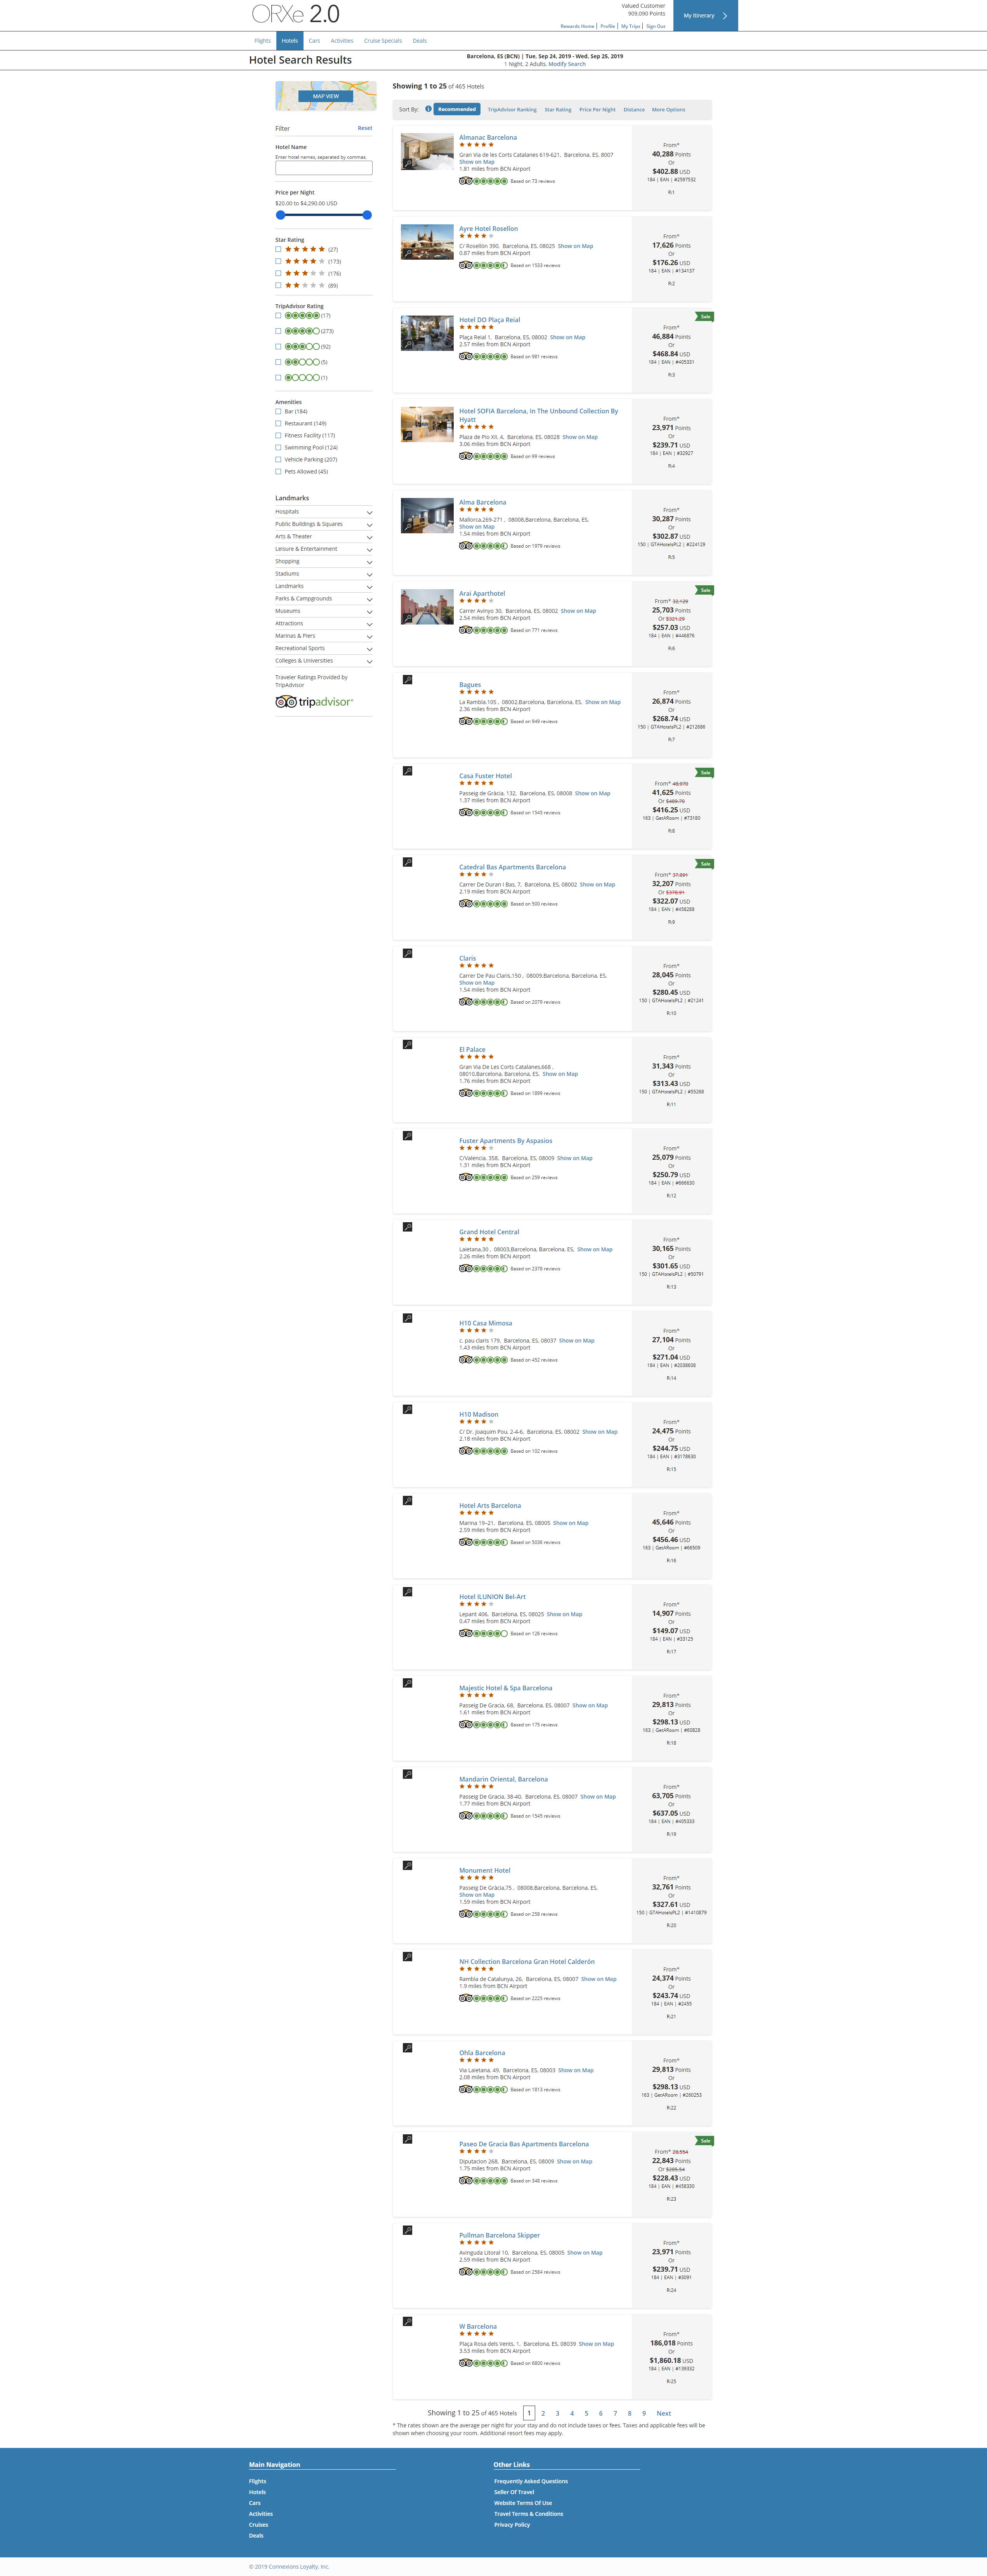 ORXe 2.0
Valued Customer
909,090 Points
Rewards Home | Profile | My Trips | Sign Out
My Itinerary
Flights Hotels Cars Activities Cruise Specials Deals
Hotel Search Results
Barcelona, ES (BCN) | Tue, Sep 24, 2019 - Wed, Sep 25, 2019
1 Night, 2 Adults, Modify Search
MAP VIEW
Filter Reset
Hotel Name
Enter hotel names, separated by commas.
Price per Night
$20.00 to $4,290.00 USD
Star Rating
(27)
(173)
(176)
(89)
TripAdvisor Rating
(17)
(273)
(92)
(5)
(1)
Amenities
Bar (184)
Restaurant (149)
Fitness Facility (117)
Swimming Pool (124)
Vehicle Parking (207)
Pets Allowed (45)
Landmarks
Hospitals
Public Buildings & Squares
Arts & Theater
Leisure & Entertainment
Shopping
Stadiums
Landmarks
Parks & Campgrounds
Museums
Attractions
Marinas & Piers
Recreational Sports
Colleges & Universities
Traveler Ratings Provided by
TripAdvisor
tripadvisor
Showing 1 to 25 of 465 Hotels
Sort By: Recommended TripAdvisor Ranking Star Rating Price Per Night Distance More Options
Almanac Barcelona
Gran Via de les Corts Catalanes 619-621, Barcelona, ES, 8007
Show on Map
1.81 miles from BCN Airport
Based on 73 reviews
From*
40,288 Points
Or
$402.88 USD
184 | EAN | #2597532
R:1
Ayre Hotel Rosellon
C/ Rosellón 390, Barcelona, ES, 08025 Show on Map
0.87 miles from BCN Airport
Based on 1533 reviews
From*
17,626 Points
Or
$176.26 USD
184 | EAN | #134137
R:2
Hotel DO Plaça Reial
Plaça Reial 1, Barcelona, ES, 08002 Show on Map
2.57 miles from BCN Airport
Based on 981 reviews
Sale
From*
46,884 Points
Or
$468.84 USD
184 | EAN | #405331
R:3
Hotel SOFIA Barcelona, In The Unbound Collection By
Hyatt
Plaza de Pio XII, 4, Barcelona, ES, 08028 Show on Map
3.06 miles from BCN Airport
Based on 99 reviews
From*
23,971 Points
Or
$239.71 USD
184 | EAN | #32927
R:4
Alma Barcelona
Mallorca,269-271 , 08008,Barcelona, Barcelona, ES,
Show on Map
1.54 miles from BCN Airport
Based on 1979 reviews
From*
30,287 Points
Or
$302.87 USD
150 | GTAHotelsPL2 | #224129
R:5
Arai Aparthotel
Carrer Avinyo 30, Barcelona, ES, 08002 Show on Map
2.54 miles from BCN Airport
Based on 771 reviews
Sale
From* 32,129
25,703 Points
Or $321.29
$257.03 USD
184 | EAN | #446876
R:6
Bagues
La Rambla,105 , 08002,Barcelona, Barcelona, ES, Show on Map
2.36 miles from BCN Airport
Based on 949 reviews
From*
26,874 Points
Or
$268.74 USD
150 | GTAHotelsPL2 | #212686
R:7
Casa Fuster Hotel
Passeig de Gràcia, 132, Barcelona, ES, 08008 Show on Map
1.37 miles from BCN Airport
Based on 1545 reviews
Sale
From*
41,625 Points
Or
$416.25 USD
163 | GetARoom | #73180
R:8
Catedral Bas Apartments Barcelona
Carrer De Duran I Bas, 7, Barcelona, ES, 08002 Show on Map
2.19 miles from BCN Airport
Based on 509 reviews
Sale
From* 37,891
32,207 Points
Or $378.91
$322.07 USD
184 | EAN | #458288
R:9
Claris
Carrer De Pau Claris,150 , 08009,Barcelona, Barcelona, ES,
Show on Map
1.54 miles from BCN Airport
Based on 2079 reviews
From*
28,045 Points
Or
$280.45 USD
150 | GTAHotelsPL2 | #21241
R:10
El Palace
Gran Via De Les Corts Catalanes,668 ,
08010,Barcelona, Barcelona, ES, Show on Map
1.76 miles from BCN Airport
Based on 1899 reviews
From*
31,343 Points
Or
$313.43 USD
150 | GTAHotelsPL2 | #55268
R:11
Fuster Apartments By Aspasios
C/Valencia, 358, Barcelona, ES, 08009 Show on Map
1.31 miles from BCN Airport
Based on 259 reviews
From*
25,079 Points
Or
$250.79 USD
184 | EAN | #666630
R:12
Grand Hotel Central
Laietana,30 , 08003,Barcelona, Barcelona, ES, Show on Map
2.26 miles from BCN Airport
Based on 2378 reviews
From*
30,165 Points
Or
$301.65 USD
150 | GTAHotelsPL2 | #50791
R:13
H10 Casa Mimosa
c. pau claris 179, Barcelona, ES, 08037 Show on Map
1.43 miles from BCN Airport
Based on 452 reviews
From*
27,104 Points
Or
$271.04 USD
184 | EAN | #2038608
R:14
H10 Madison
C/ Dr. Joaquim Pou, 2-4-6, Barcelona, ES, 08002 Show on Map
2.18 miles from BCN Airport
Based on 102 reviews
From*
24,475 Points
Or
$244.75 USD
184 | EAN | #3178630
R:15
Hotel Arts Barcelona
Marina 19–21, Barcelona, ES, 08005 Show on Map
2.59 miles from BCN Airport
Based on 5036 reviews
From*
45,646 Points
Or
$456.46 USD
163 | GetARoom | #66509
R:16
Hotel ILUNION Bel-Art
Lepant 406, Barcelona, ES, 08025 Show on Map
0.47 miles from BCN Airport
Based on 126 reviews
From*
14,907 Points
Or
$149.07 USD
184 | EAN | #33125
R:17
Majestic Hotel & Spa Barcelona
Passeig De Gracia, 68, Barcelona, ES, 08007 Show on Map
1.61 miles from BCN Airport
Based on 175 reviews
From*
29,813 Points
Or
$298.13 USD
163 | GetARoom | #60828
R:18
Mandarin Oriental, Barcelona
Passeig De Gracia, 38-40, Barcelona, ES, 08007 Show on Map
1.77 miles from BCN Airport
Based on 1545 reviews
From*
63,705 Points
Or
$637.05 USD
184 | EAN | #405333
R:19
Monument Hotel
Passeig De Gràcia,75, , 08008,Barcelona, Barcelona, ES,
Show on Map
1.59 miles from BCN Airport
Based on 258 reviews
From*
32,761 Points
Or
$327.61 USD
150 | GTAHotelsPL2 | #1410879
R:20
NH Collection Barcelona Gran Hotel Calderón
Rambla de Catalunya, 26, Barcelona, ES, 08007 Show on Map
1.9 miles from BCN Airport
Based on 2225 reviews
From*
24,374 Points
Or
$243.74 USD
184 | EAN | #2455
R:21
Ohla Barcelona
Via Laietana, 49, Barcelona, ES, 08003 Show on Map
2.08 miles from BCN Airport
Based on 1813 reviews
From*
29,813 Points
Or
$298.13 USD
163 | GetARoom | #260253
R:22
Paseo De Gracia Bas Apartments Barcelona
Diputacion 268, Barcelona, ES, 08009 Show on Map
1.75 miles from BCN Airport
Based on 348 reviews
Sale
From* 28,554
22,843 Points
Or $285.54
$228.43 USD
184 | EAN | #458330
R:23
Pullman Barcelona Skipper
Avinguda Litoral 10, Barcelona, ES, 08005 Show on Map
2.59 miles from BCN Airport
Based on 2584 reviews
From*
23,971 Points
Or
$239.71 USD
184 | EAN | #3091
R:24
W Barcelona
Plaça Rosa dels Vents, 1, Barcelona, ES, 08039 Show on Map
3.53 miles from BCN Airport
Based on 6800 reviews
From*
186,018 Points
Or
$1,860.18 USD
184 | EAN | #139332
R:25
Showing 1 to 25 of 465 Hotels 1 2 3 4 5 6 7 8 9 Next
* The rates shown are the average per night for your stay and do not include taxes or fees. Taxes and applicable fees will be
shown when choosing your room. Additional resort fees may apply.
Main Navigation
Flights
Hotels
Cars
Activities
Cruises
Deals
Other Links
Frequently Asked Questions
Seller Of Travel
Website Terms Of Use
Travel Terms & Conditions
Privacy Policy
© 2019 Connexions Loyalty, Inc.